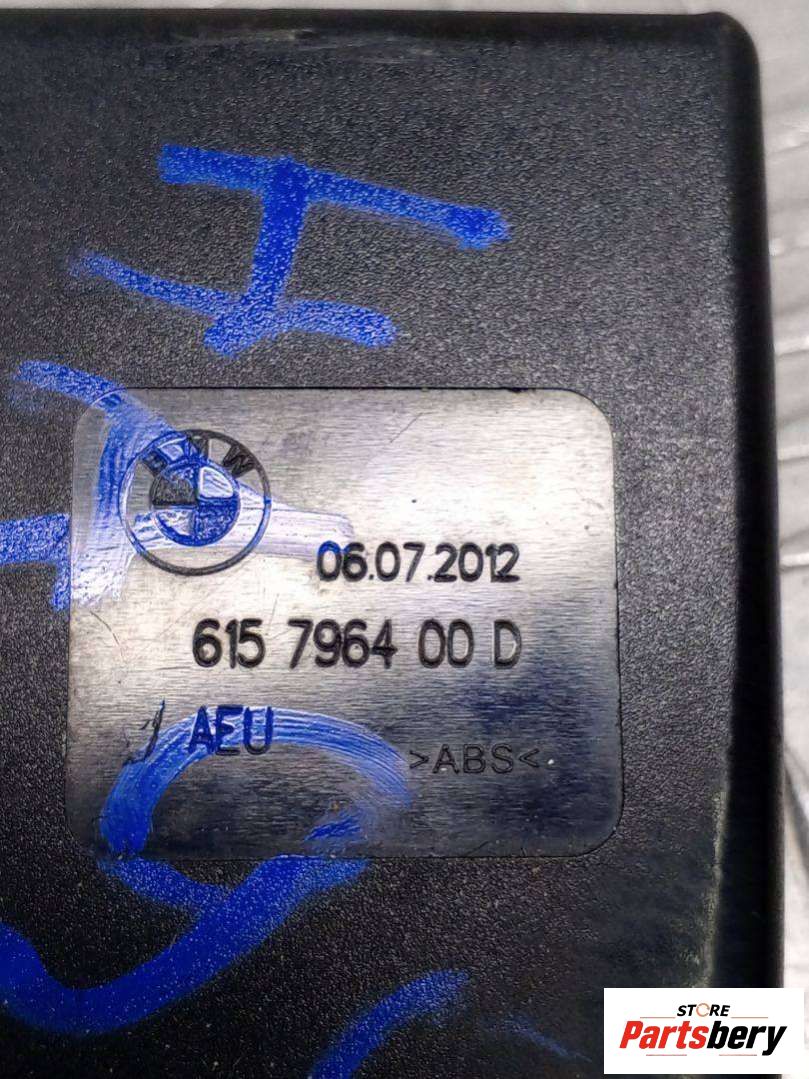 BMW
06.07.2012
615 7964 00 D
AEU
>ABS<
STORE
Partsbery